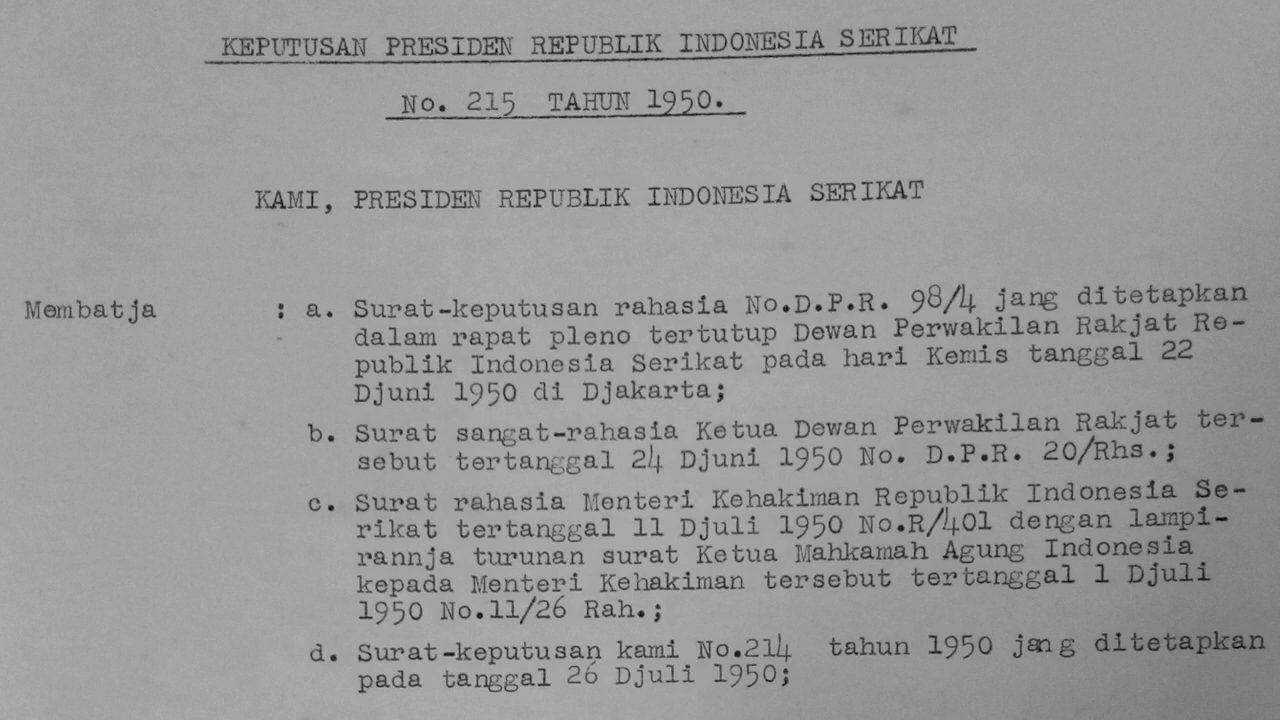 KEPUTUSAN PRESIDEN REPUBLIK INDONESIA SERIKAT
No. 215 TAHUN 1950.
KAMI, PRESIDEN REPUBLIK INDONESIA SERIKAT
Membatja : a. Surat-keputusan rahasia No.D.P.R. 98/4 jang ditetapkan
dalam rapat pleno tertutup Dewan Perwakilan Rakjat Re-
publik Indonesia Serikat pada hari Kemis tanggal 22
Djuni 1950 di Djakarta;
b. Surat sangat-rahasia Ketua Dewan Perwakilan Rakjat ter-
sebut tertanggal 24 Djuni 1950 No. D.P.R. 20/Rhs.;
c. Surat rahasia Menteri Kehakiman Republik Indonesia Se-
rikat tertanggal 11 Djuli 1950 No.R/401 dengan lampi-
rannja turunan surat Ketua Mahkamah Agung Indonesia
kepada Menteri Kehakiman tersebut tertanggal 1 Djuli
1950 No.11/26 Rah.;
d. Surat-keputusan kami No.214 tahun 1950 jang ditetapkan
pada tanggal 26 Djuli 1950;